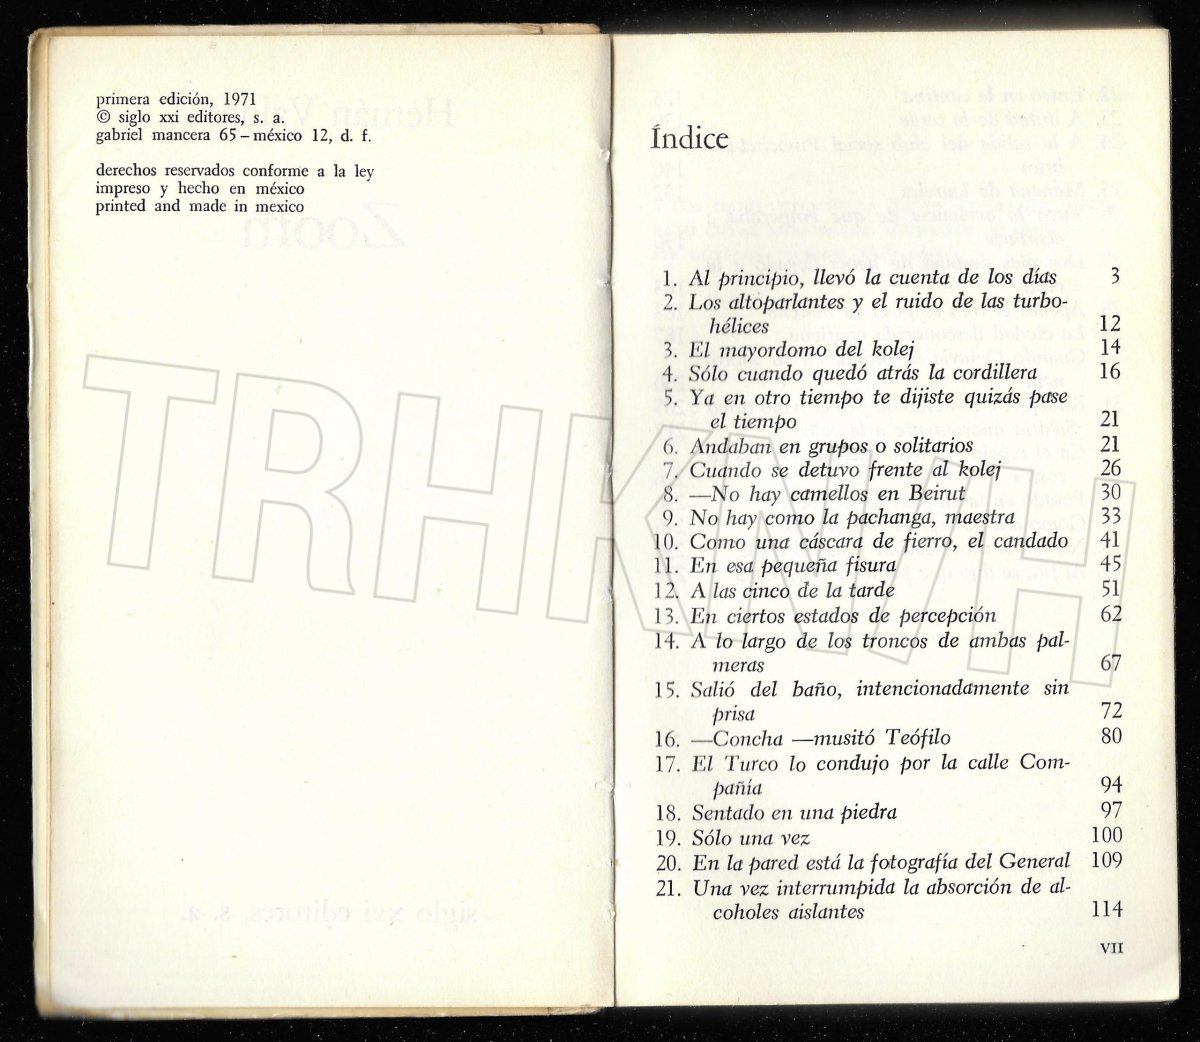 primera edición, 1971
© siglo xxi editores, s. a.
gabriel mancera 65 – méxico 12, d. f.
derechos reservados conforme a la ley
impreso y hecho en méxico
printed and made in mexico
Índice
1. Al principio, llevó la cuenta de los días 3
2. Los altoparlantes y el ruido de las turbo-
hélices 12
3. El mayordomo del kolej 14
4. Sólo cuando quedó atrás la cordillera 16
5. Ya en otro tiempo te dijiste quizás pase
el tiempo 21
6. Andaban en grupos o solitarios 21
7. Cuando se detuvo frente al kolej 26
8. —No hay camellos en Beirut 30
9. No hay como la pachanga, maestra 33
10. Como una cáscara de fierro, el candado 41
11. En esa pequeña fisura 45
12. A las cinco de la tarde 51
13. En ciertos estados de percepción 62
14. A lo largo de los troncos de ambas pal-
meras 67
15. Salió del baño, intencionadamente sin
prisa 72
16. —Concha —musitó Teófilo 80
17. El Turco lo condujo por la calle Com-
pañía 94
18. Sentado en una piedra 97
19. Sólo una vez 100
20. En la pared está la fotografía del General 109
21. Una vez interrumpida la absorción de al-
coholes aislantes 114
VII
Zoom
siglo xxi editores, s. a.